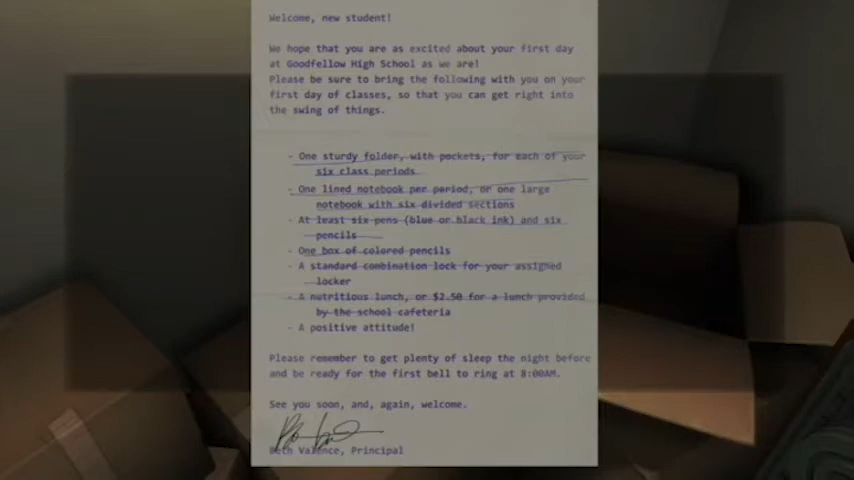 Welcome, new student!
We hope that you are as excited about your first day
at Goodfellow High School as we are!
Please be sure to bring the following with you on your
first day of classes, so that you can get right into
the swing of things.
- One sturdy folder, with pockets, for each of your
six class periods
- One lined notebook per period, or one large
notebook with six divided sections
- At least six pens (blue or black ink) and six
pencils
- One box of colored pencils
- A standard combination lock for your assigned
locker
- A nutritious lunch, or $2.50 for a lunch provided
by the school cafeteria
- A positive attitude!
Please remember to get plenty of sleep the night before
and be ready for the first bell to ring at 8:00AM.
See you soon, and, again, welcome.
Beth Valence, Principal